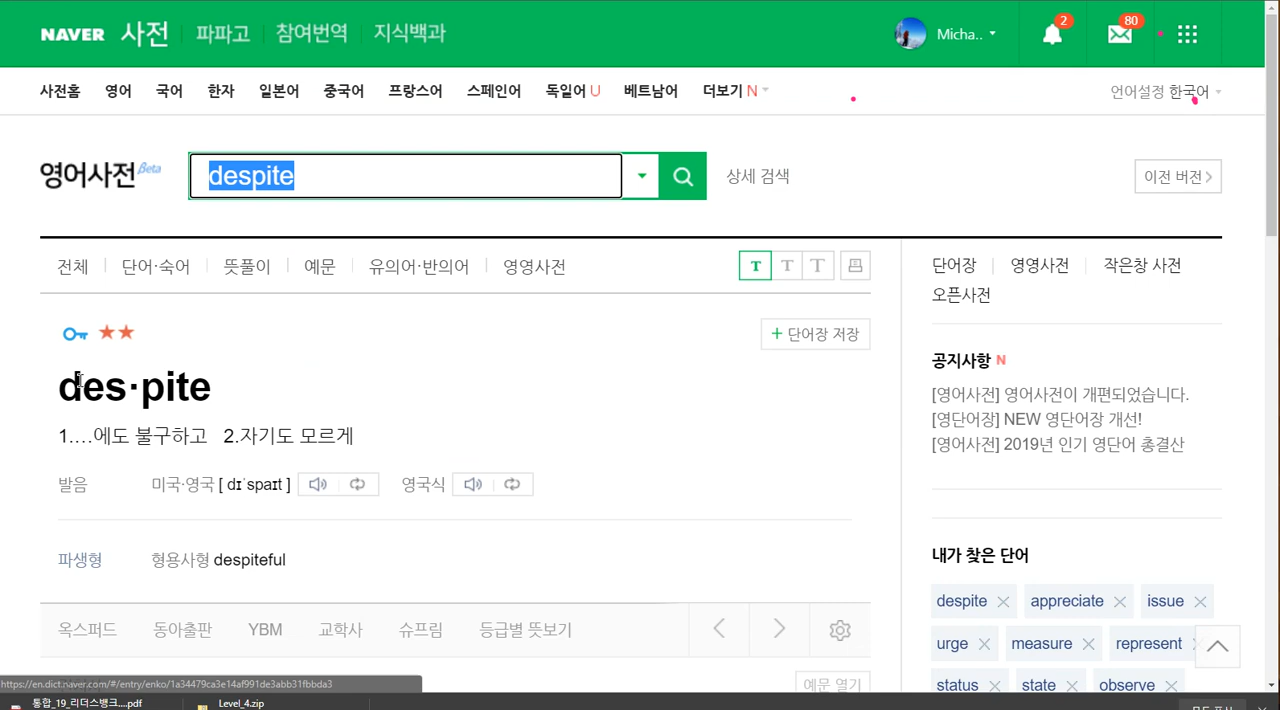 NAVER 사전 파파고 참여번역 지식백과 Micha.. 2 80
사전홈 영어 국어 한자 일본어 중국어 프랑스어 스페인어 독일어 U 베트남어 더보기 N 언어설정 한국어
영어사전 Beta despite 상세 검색 이전 버전
전체 단어·숙어 뜻풀이 예문 유의어·반의어 영영사전 T T T
단어장 영영사전 작은창 사전
오픈사전
+ 단어장 저장
des·pite
1.…에도 불구하고 2.자기도 모르게
발음 미국·영국 [ dɪˈspaɪt ] 영국식
파생형 형용사형 despiteful
옥스퍼드 동아출판 YBM 교학사 슈프림 등급별 뜻보기
예문 열기
공지사항 N
[영어사전] 영어사전이 개편되었습니다.
[영단어장] NEW 영단어장 개선!
[영어사전] 2019년 인기 영단어 총결산
내가 찾은 단어
despite appreciate issue
urge measure represent
status state observe
https://en.dict.naver.com/#/entry/enko/1a34479ca3e14af991de3abb31fbbda3
통합_19_리더스뱅크....pdf Level_4.zip